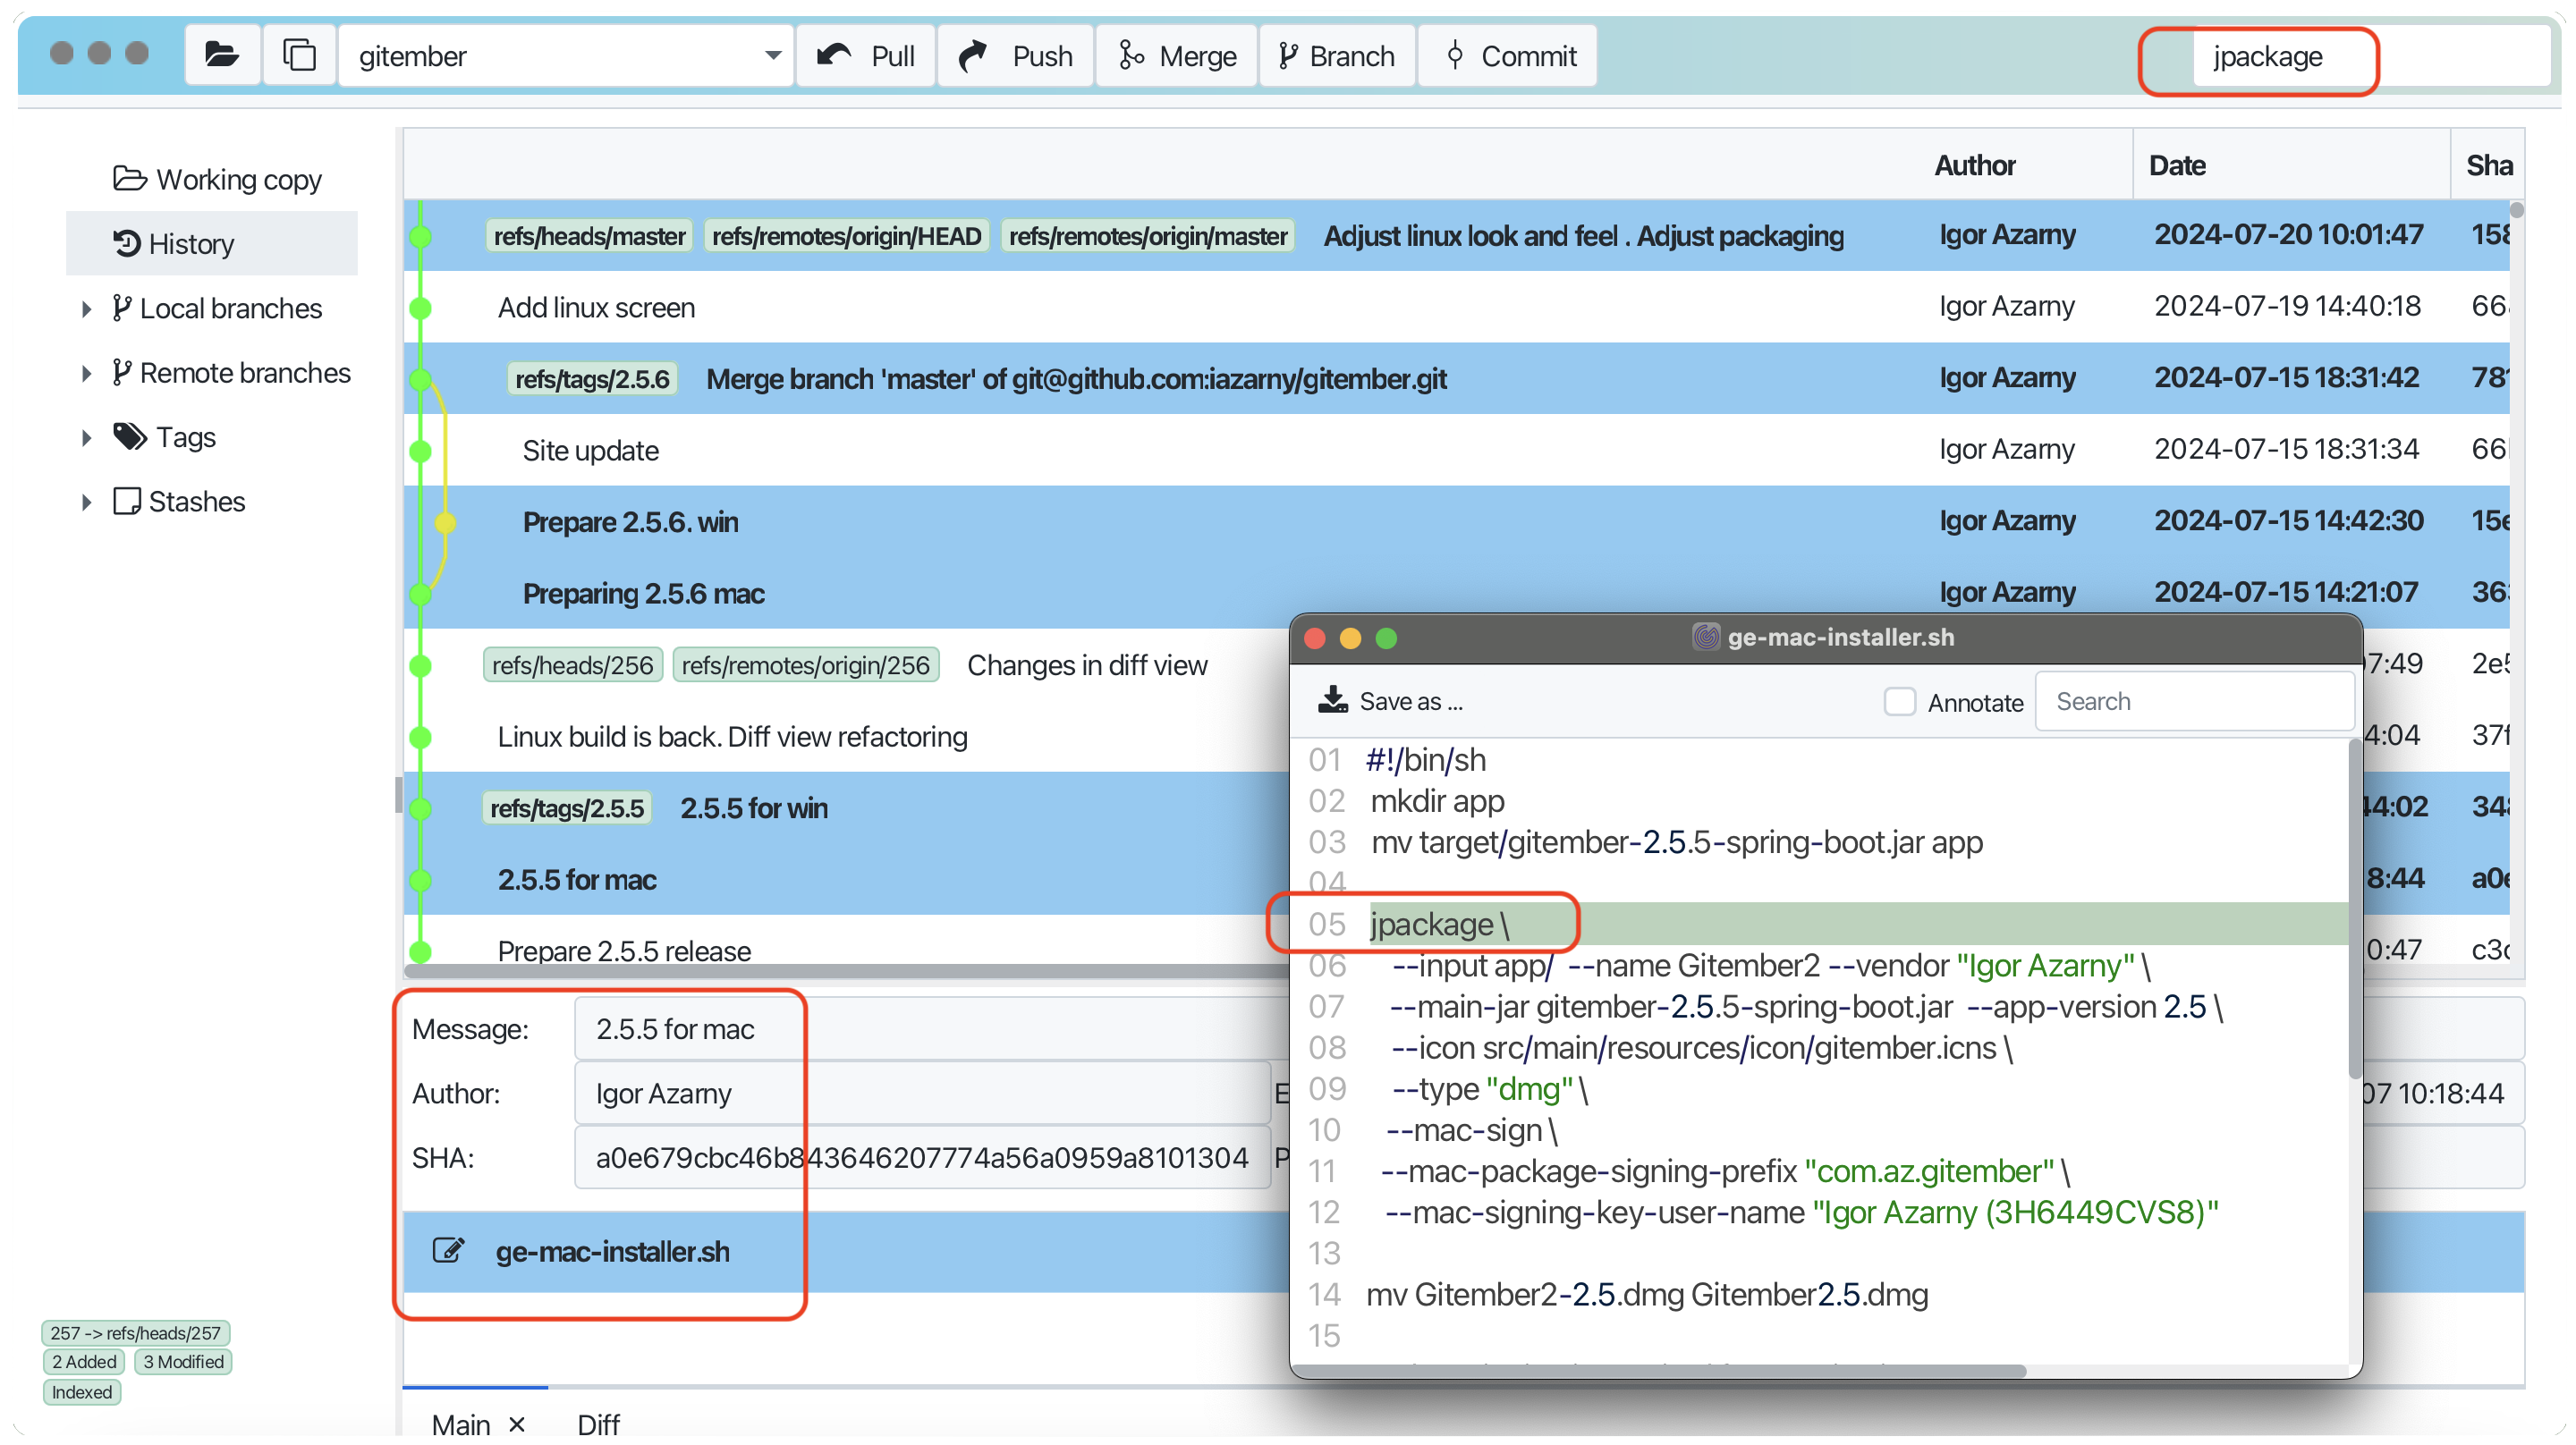 gitember Pull Push Merge Branch Commit jpackage
Working copy
History
Local branches
Remote branches
Tags
Stashes
257 -> refs/heads/257
2 Added 3 Modified
Indexed
Author Date Sha
refs/heads/master refs/remotes/origin/HEAD refs/remotes/origin/master Adjust linux look and feel . Adjust packaging Igor Azarny 2024-07-20 10:01:47 158
Add linux screen Igor Azarny 2024-07-19 14:40:18 66
refs/tags/2.5.6 Merge branch 'master' of git@github.com:iazarny/gitember.git Igor Azarny 2024-07-15 18:31:42 78
Site update Igor Azarny 2024-07-15 18:31:34 66
Prepare 2.5.6. win Igor Azarny 2024-07-15 14:42:30 15e
Preparing 2.5.6 mac Igor Azarny 2024-07-15 14:21:07 36
refs/heads/256 refs/remotes/origin/256 Changes in diff view 7:49 2e5
Linux build is back. Diff view refactoring 4:04 37f
refs/tags/2.5.5 2.5.5 for win 44:02 348
2.5.5 for mac 8:44 a0e
Prepare 2.5.5 release 0:47 c3c
Message: 2.5.5 for mac
Author: Igor Azarny 07 10:18:44
SHA: a0e679cbc46b843646207774a56a0959a8101304
ge-mac-installer.sh
Main × Diff
ge-mac-installer.sh
Save as ... Annotate Search
01 #!/bin/sh
02 mkdir app
03 mv target/gitember-2.5.5-spring-boot.jar app
04
05 jpackage \
06 --input app/ --name Gitember2 --vendor "Igor Azarny" \
07 --main-jar gitember-2.5.5-spring-boot.jar --app-version 2.5 \
08 --icon src/main/resources/icon/gitember.icns \
09 --type "dmg" \
10 --mac-sign \
11 --mac-package-signing-prefix "com.az.gitember" \
12 --mac-signing-key-user-name "Igor Azarny (3H6449CVS8)"
13
14 mv Gitember2-2.5.dmg Gitember2.5.dmg
15